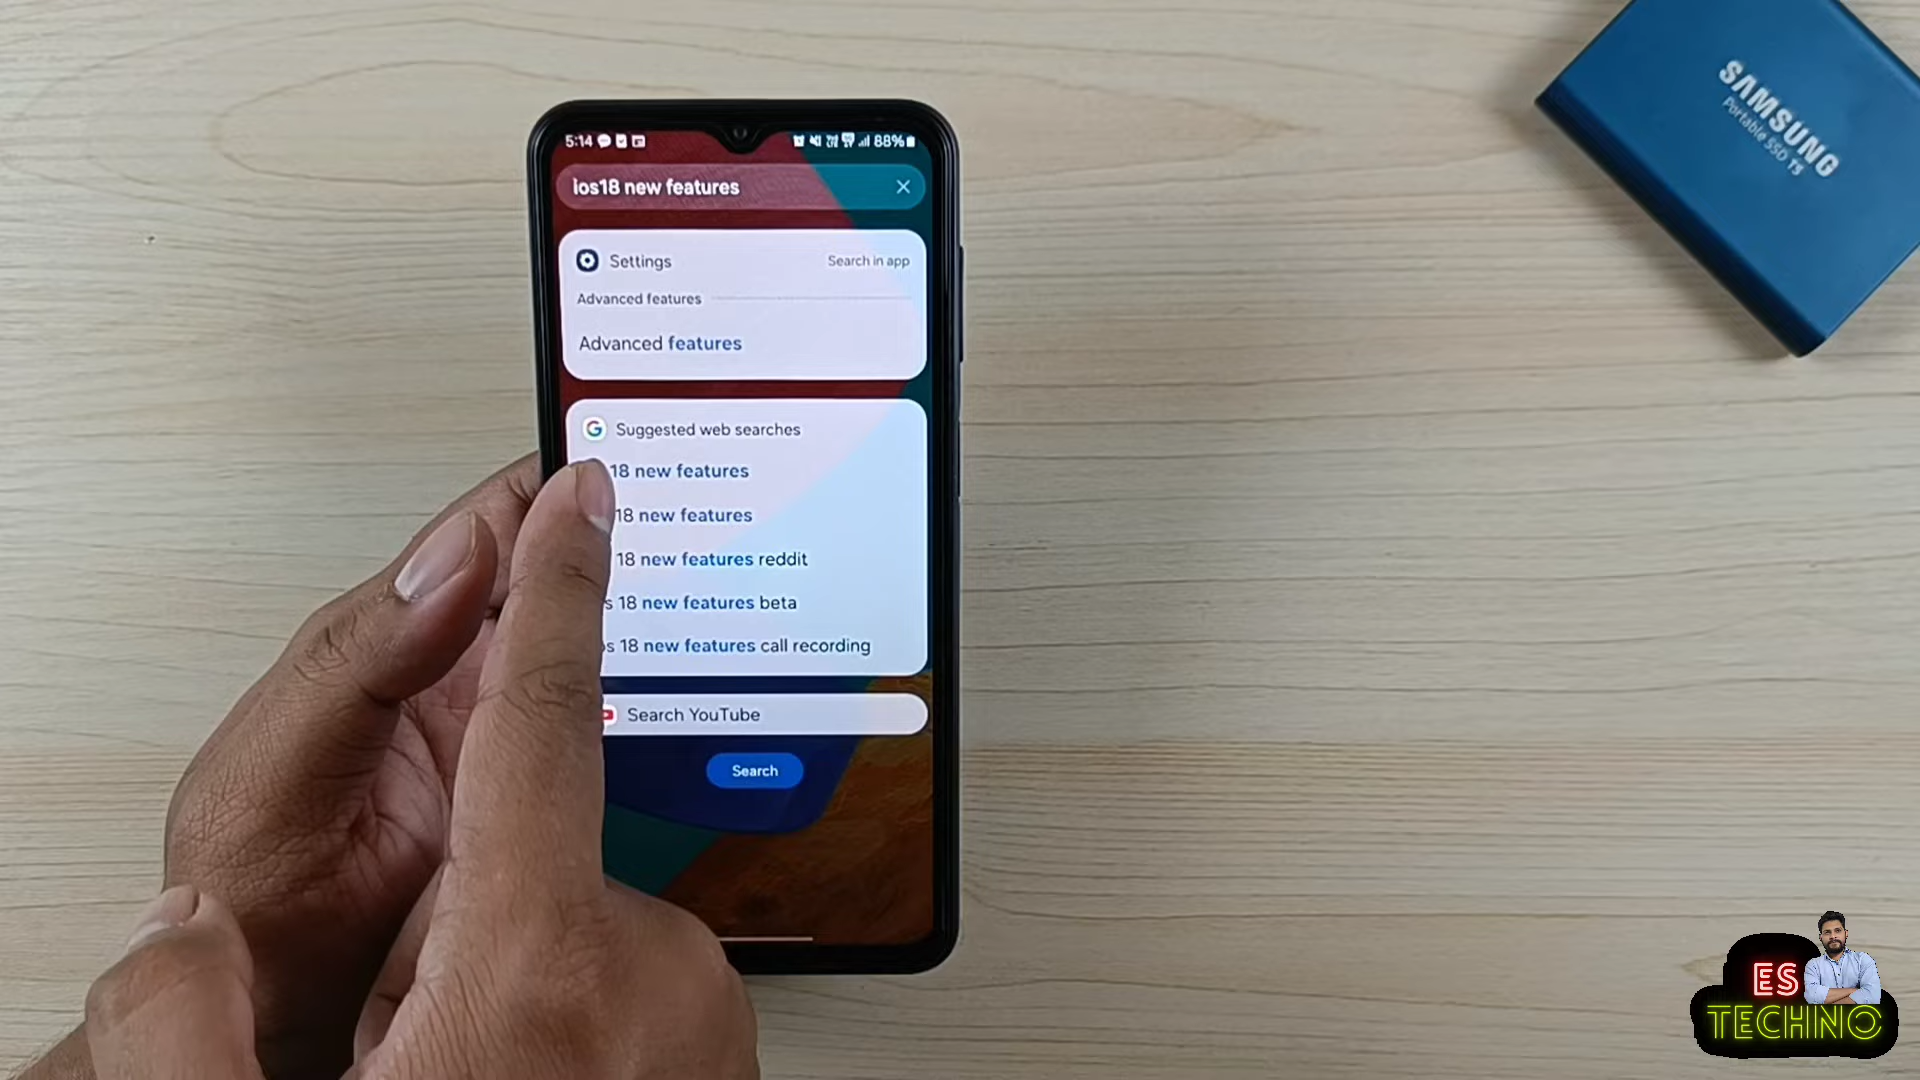 5:14 88%
ios18 new features
Settings Search in app
Advanced features
Advanced features
Suggested web searches
18 new features
18 new features
18 new features reddit
s 18 new features beta
os 18 new features call recording
Search YouTube
Search
SAMSUNG
Portable SSD T5
ES
TECHNO